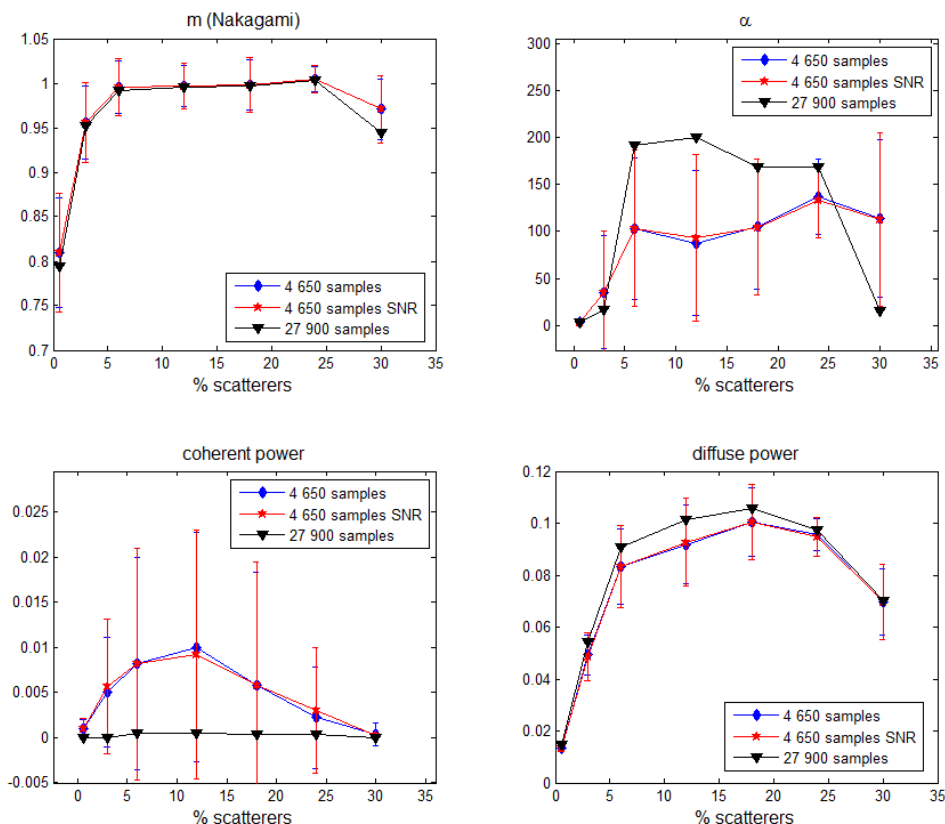 m (Nakagami)
1.05
1
0.95
0.9
0.85
0.8
0.75
0.7
0 5 10 15 20 25 30 35
% scatterers
4 650 samples
4 650 samples SNR
27 900 samples
α
300
250
200
150
100
50
0
0 5 10 15 20 25 30 35
% scatterers
4 650 samples
4 650 samples SNR
27 900 samples
coherent power
0.025
0.02
0.015
0.01
0.005
0
-0.005
0 5 10 15 20 25 30 35
% scatterers
4 650 samples
4 650 samples SNR
27 900 samples
diffuse power
0.12
0.1
0.08
0.06
0.04
0.02
0
0 5 10 15 20 25 30 35
% scatterers
4 650 samples
4 650 samples SNR
27 900 samples